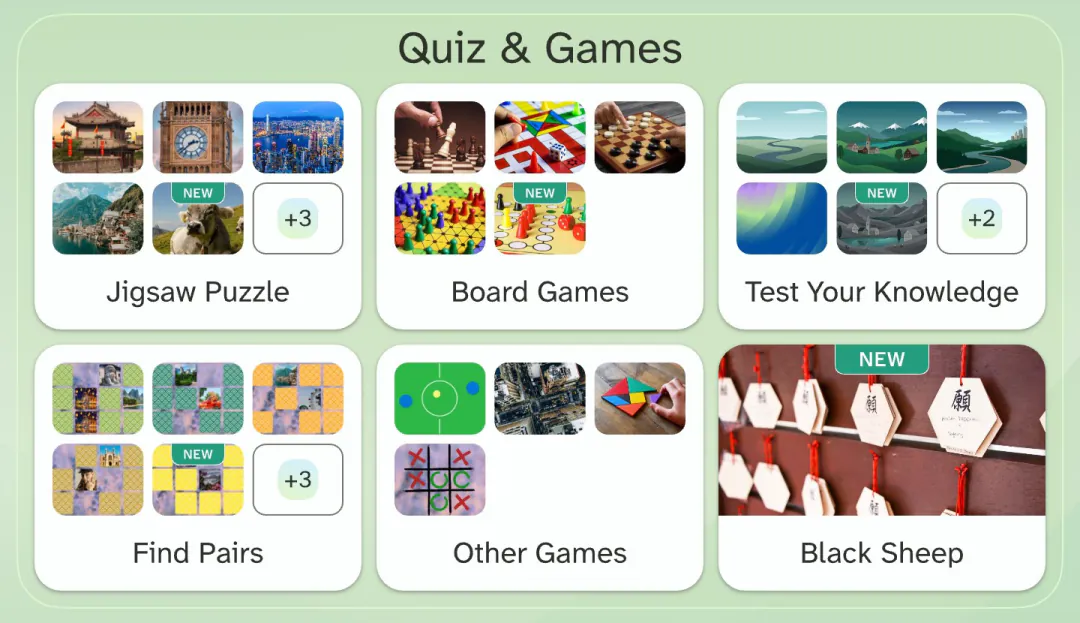 Quiz & Games
NEW
+3
Jigsaw Puzzle
NEW
Board Games
NEW
+2
Test Your Knowledge
NEW
+3
Find Pairs
Other Games
NEW
願
願
Black Sheep